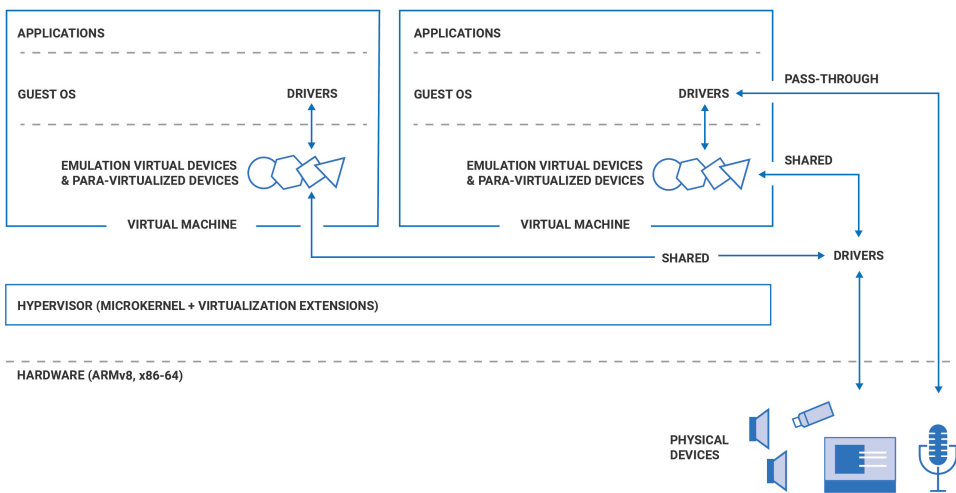 APPLICATIONS
GUEST OS
DRIVERS
EMULATION VIRTUAL DEVICES
& PARA-VIRTUALIZED DEVICES
VIRTUAL MACHINE
APPLICATIONS
GUEST OS
DRIVERS
EMULATION VIRTUAL DEVICES
& PARA-VIRTUALIZED DEVICES
VIRTUAL MACHINE
PASS-THROUGH
SHARED
SHARED
DRIVERS
HYPERVISOR (MICROKERNEL + VIRTUALIZATION EXTENSIONS)
HARDWARE (ARMv8, x86-64)
PHYSICAL
DEVICES